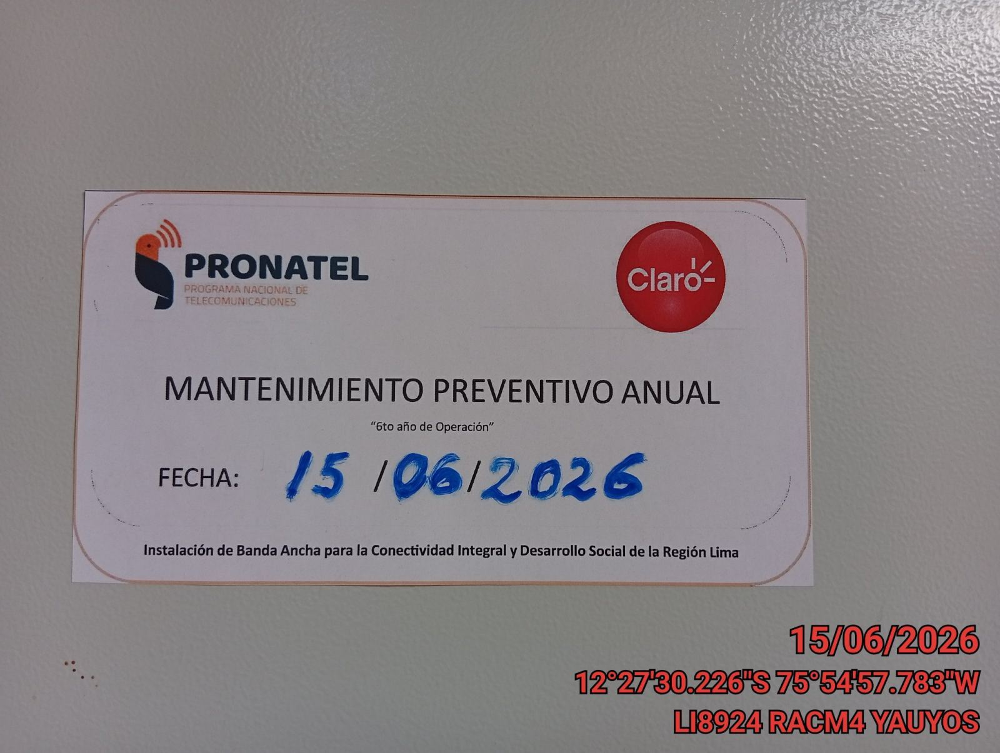 PRONATEL
PROGRAMA NACIONAL DE
TELECOMUNICACIONES
Claro
MANTENIMIENTO PREVENTIVO ANUAL
“6to año de Operación”
FECHA: 15 /06/2026
Instalación de Banda Ancha para la Conectividad Integral y Desarrollo Social de la Región Lima
15/06/2026
12°27'30.226"S 75°54'57.783"W
LI8924 RACM4 YAUYOS